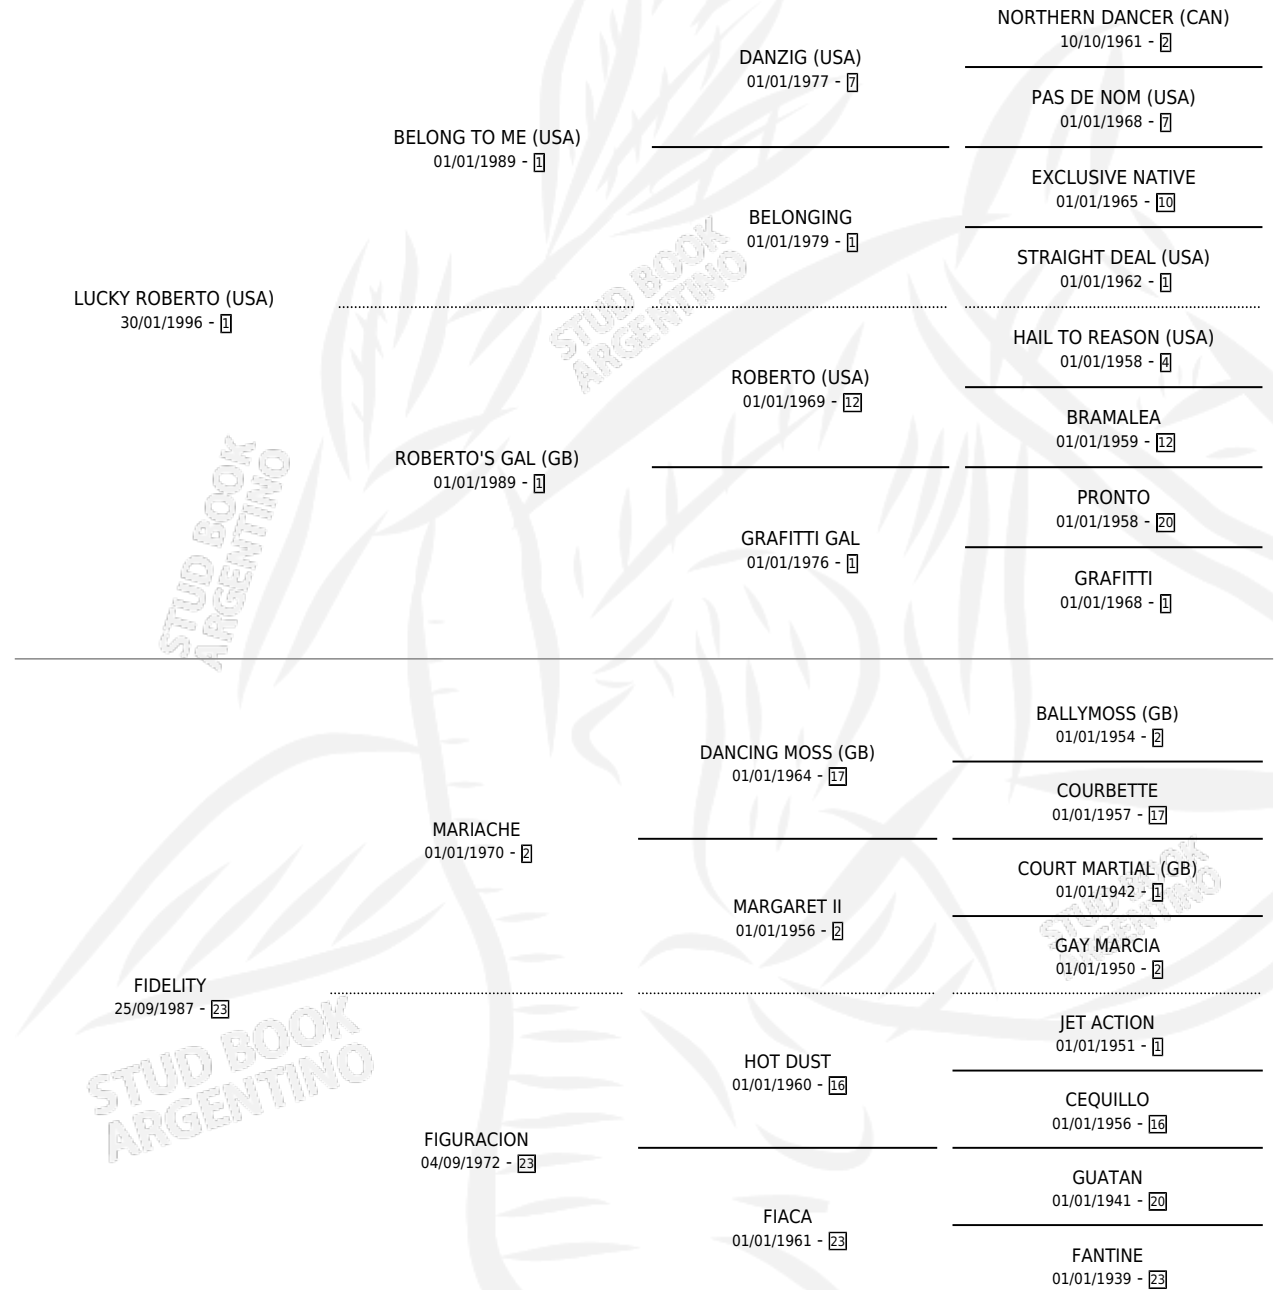 NORTHERN DANCER (CAN)
10/10/1961 - 2
DANZIG (USA)
01/01/1977 - 7
PAS DE NOM (USA)
01/01/1968 - 7
BELONG TO ME (USA)
01/01/1989 - 1
EXCLUSIVE NATIVE
01/01/1965 - 10
BELONGING
01/01/1979 - 1
STRAIGHT DEAL (USA)
01/01/1962 - 1
LUCKY ROBERTO (USA)
30/01/1996 - 1
HAIL TO REASON (USA)
01/01/1958 - 4
ROBERTO (USA)
01/01/1969 - 12
BRAMALEA
01/01/1959 - 12
ROBERTO'S GAL (GB)
01/01/1989 - 1
PRONTO
01/01/1958 - 20
GRAFITTI GAL
01/01/1976 - 1
GRAFITTI
01/01/1968 - 1
BALLYMOSS (GB)
01/01/1954 - 2
DANCING MOSS (GB)
01/01/1964 - 17
COURBETTE
01/01/1957 - 17
MARIACHE
01/01/1970 - 2
COURT MARTIAL (GB)
01/01/1942 - 1
MARGARET II
01/01/1956 - 2
GAY MARCIA
01/01/1950 - 2
FIDELITY
25/09/1987 - 23
JET ACTION
01/01/1951 - 1
HOT DUST
01/01/1960 - 16
CEQUILLO
01/01/1956 - 16
FIGURACION
04/09/1972 - 23
GUATAN
01/01/1941 - 20
FIACA
01/01/1961 - 23
FANTINE
01/01/1939 - 23
STUD BOOK
ARGENTINO
STUD BOOK
ARGENTINO
STUD BOOK
ARGENTINO
STUD BOOK
ARGENTINO